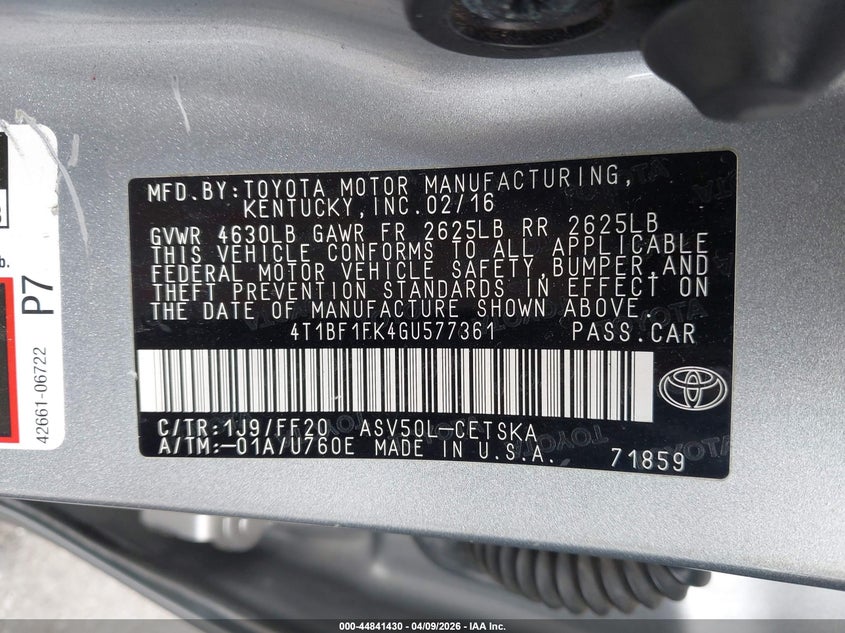 MFD.BY:TOYOTA MOTOR MANUFACTURING,
KENTUCKY,INC.02/16
GVWR 4630LB GAWR FR 2625LB RR 2625LB
THIS VEHICLE CONFORMS TO ALL APPLICABLE
FEDERAL MOTOR VEHICLE SAFETY,BUMPER,AND
THEFT PREVENTION STANDARDS IN EFFECT ON
THE DATE OF MANUFACTURE SHOWN ABOVE.
4T1BF1FK4GU577361 PASS.CAR
C/TR:1J9/FF20 ASV50L-CETSKA
A/TM:-01A/U760E MADE IN U.S.A. 71859
P7
42661-06722
000-44841430 - 04/09/2026 - IAA Inc.